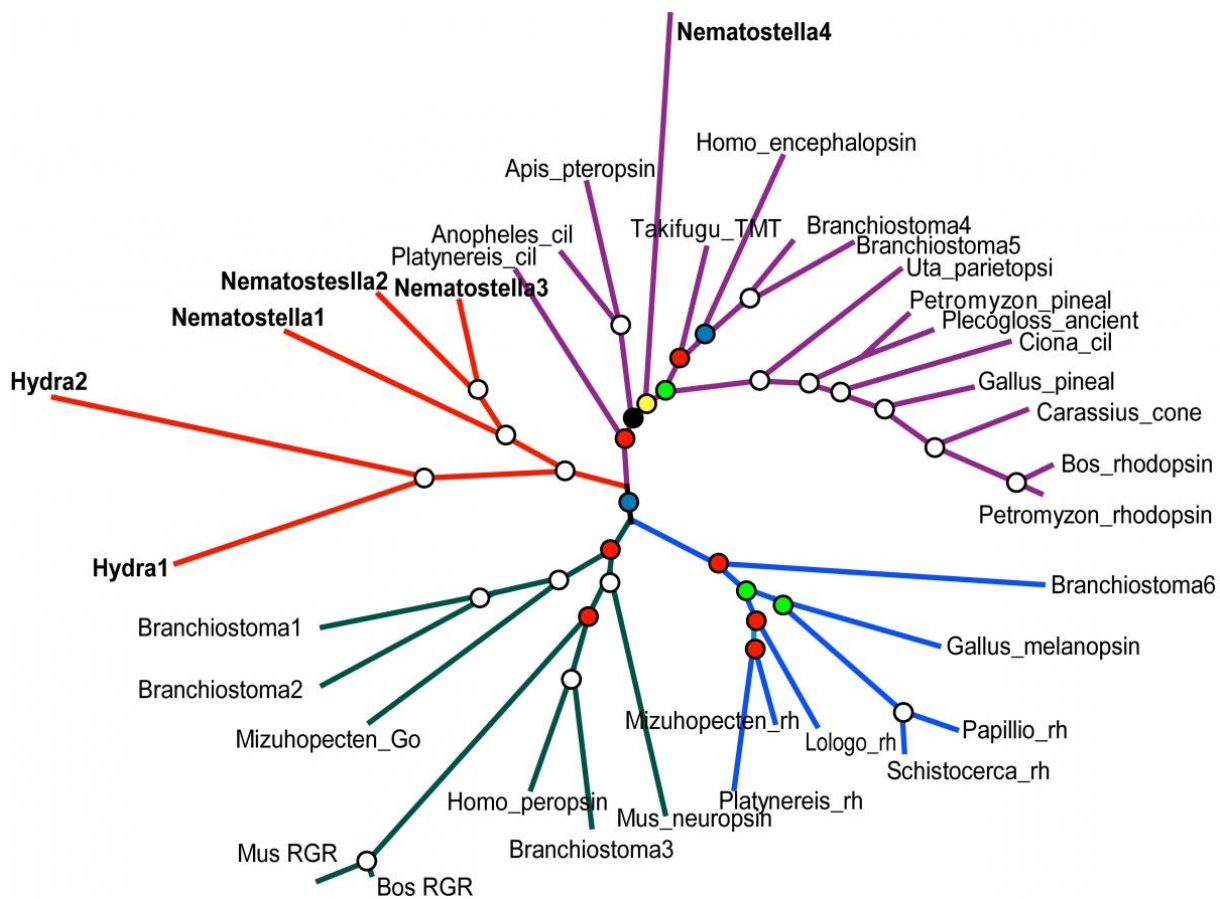 Nematostella4
Homo_encephalopsin
Apis_pteropsin
Takifugu_TMT
Branchiostoma4
Anopheles_cil
Branchiostoma5
Platynereis_cil
Uta_parietopsi
Nematosteslla2
Nematostella3
Petromyzon_pineal
Nematostella1
Plecogloss_ancient
Ciona_cil
Hydra2
Gallus_pineal
Carassius_cone
Bos_rhodopsin
Petromyzon_rhodopsin
Hydra1
Branchiostoma6
Branchiostoma1
Gallus_melanopsin
Branchiostoma2
Mizuhopecten_rh
Mizuhopecten_Go
Lologo_rh
Papillio_rh
Schistocerca_rh
Homo_peropsin
Platynereis_rh
Mus_neuropsin
Branchiostoma3
Mus RGR
Bos RGR